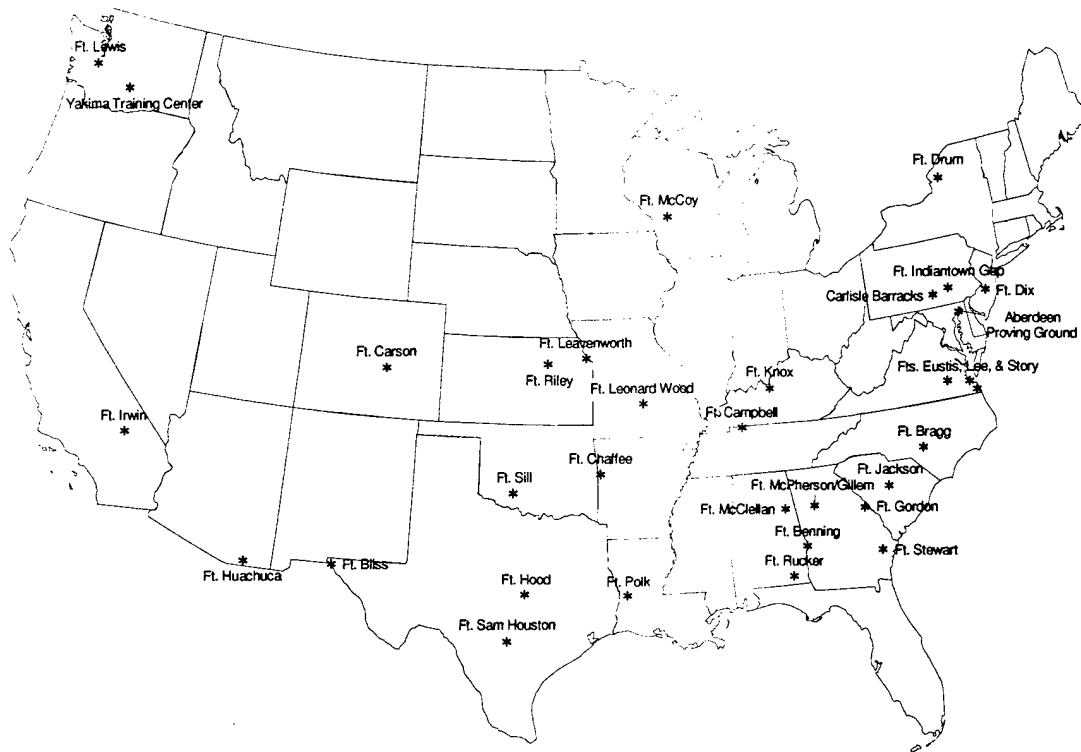 Ft. Lewis
Yakima Training Center
Ft. Drum
Ft. McCoy
Ft. Indiantown Gap
Carlisle Barracks
Ft. Dix
Aberdeen
Proving Ground
Ft. Leavenworth
Ft. Carson
Ft. Riley
Ft. Leonard Wood
Ft. Knox
Fts. Eustis, Lee, & Story
Ft. Irwin
Ft. Campbell
Ft. Bragg
Ft. Chaffee
Ft. Sill
Ft. Jackson
Ft. McPherson/Gillem
Ft. McClellan
Ft. Gordon
Ft. Benning
Ft. Stewart
Ft. Rucker
Ft. Huachuca
Ft. Bliss
Ft. Hood
Ft. Polk
Ft. Sam Houston